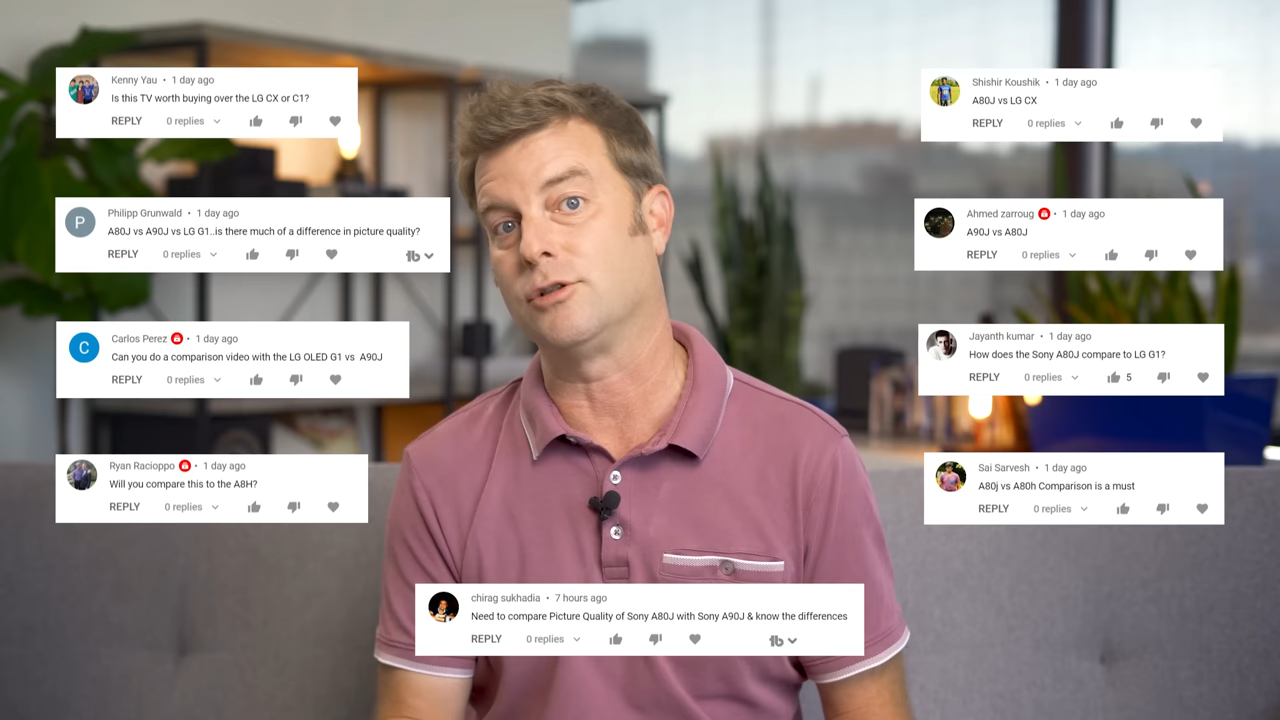 Kenny Yau • 1 day ago
Is this TV worth buying over the LG CX or C1?
REPLY 0 replies
P
Philipp Grunwald • 1 day ago
A80J vs A90J vs LG G1..is there much of a difference in picture quality?
REPLY 0 replies
C
Carlos Perez • 1 day ago
Can you do a comparison video with the LG OLED G1 vs A90J
REPLY 0 replies
Ryan Racioppo • 1 day ago
Will you compare this to the A8H?
REPLY 0 replies
Shishir Koushik • 1 day ago
A80J vs LG CX
REPLY 0 replies
Ahmed zarroug • 1 day ago
A90J vs A80J
REPLY 0 replies
Jayanth kumar • 1 day ago
How does the Sony A80J compare to LG G1?
REPLY 0 replies 5
Sai Sarvesh • 1 day ago
A80j vs A80h Comparison is a must
REPLY 0 replies
chirag sukhadia • 7 hours ago
Need to compare Picture Quality of Sony A80J with Sony A90J & know the differences
REPLY 0 replies